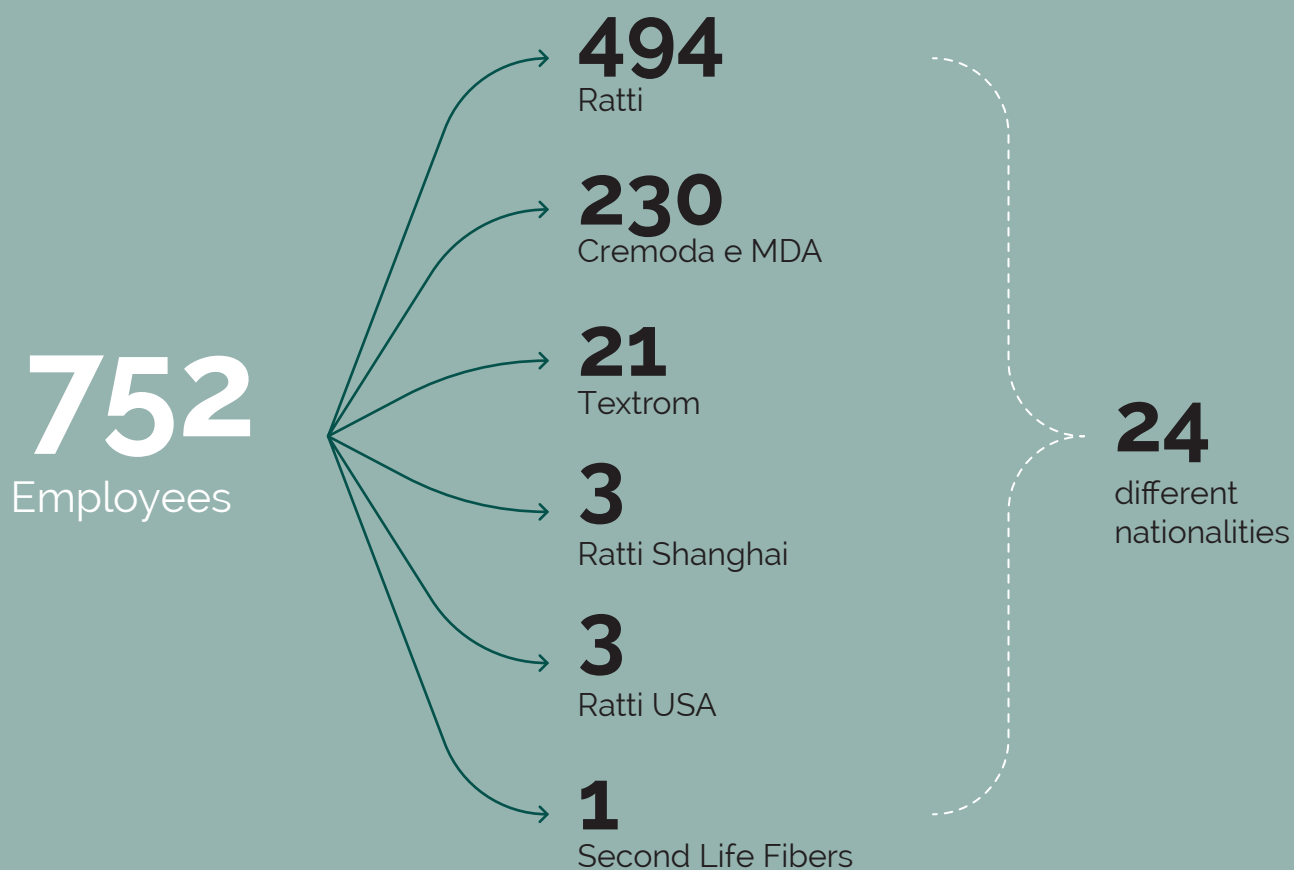 494
Ratti
230
Cremoda e MDA
752
Employees
21
Textrom
3
Ratti Shanghai
3
Ratti USA
1
Second Life Fibers
24
different
nationalities